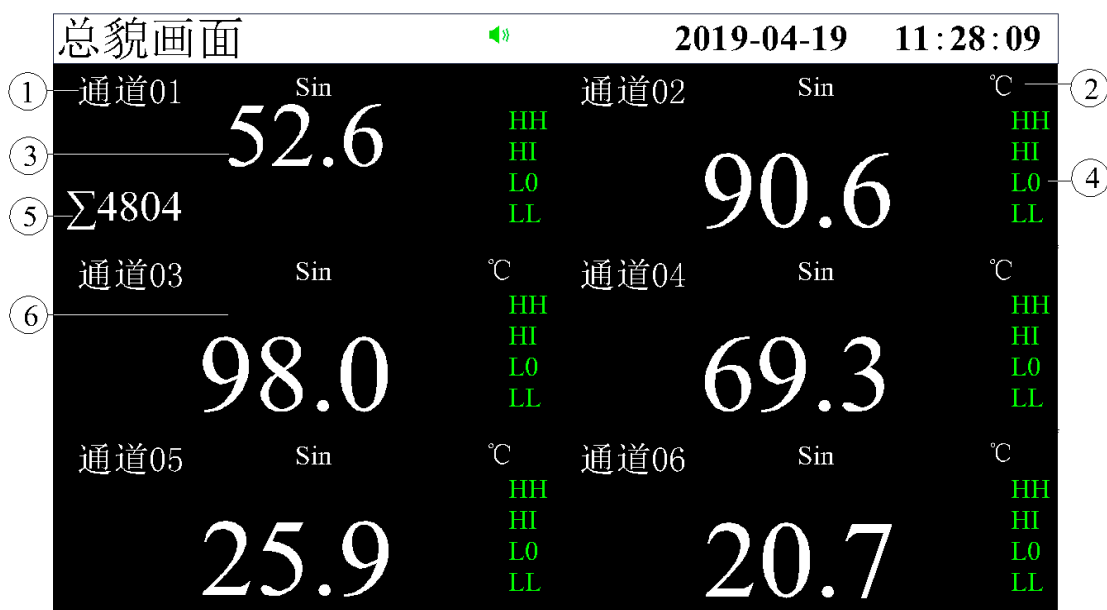 总貌画面 2019-04-19 11:28:09
① 通道01 Sin
52.6
③
⑤ ∑4804
HH
HI
L0
LL
通道02 Sin ℃ ②
90.6
HH
HI
L0 ④
LL
通道03 Sin ℃
⑥
98.0
HH
HI
L0
LL
通道04 Sin ℃
69.3
HH
HI
L0
LL
通道05 Sin ℃
25.9
HH
HI
L0
LL
通道06 Sin ℃
20.7
HH
HI
L0
LL